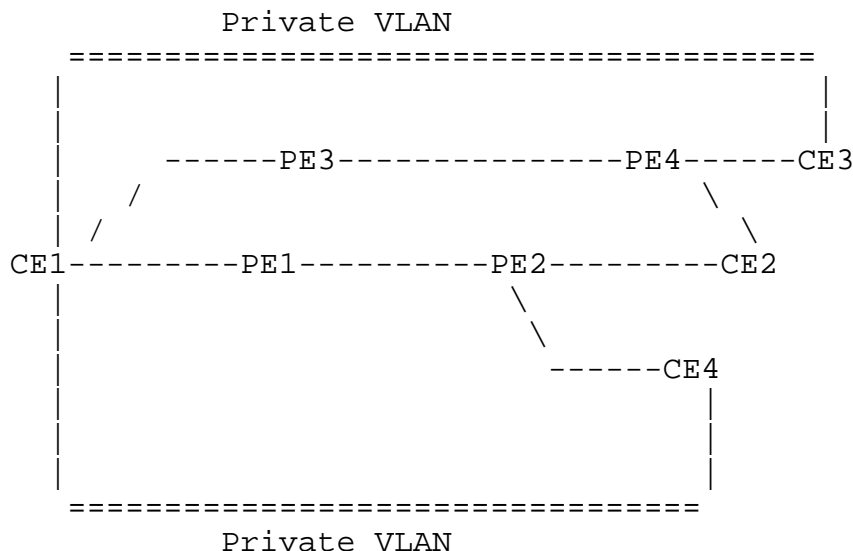 Private VLAN
PE3 PE4 CE3
CE1 PE1 PE2 CE2
CE4
Private VLAN